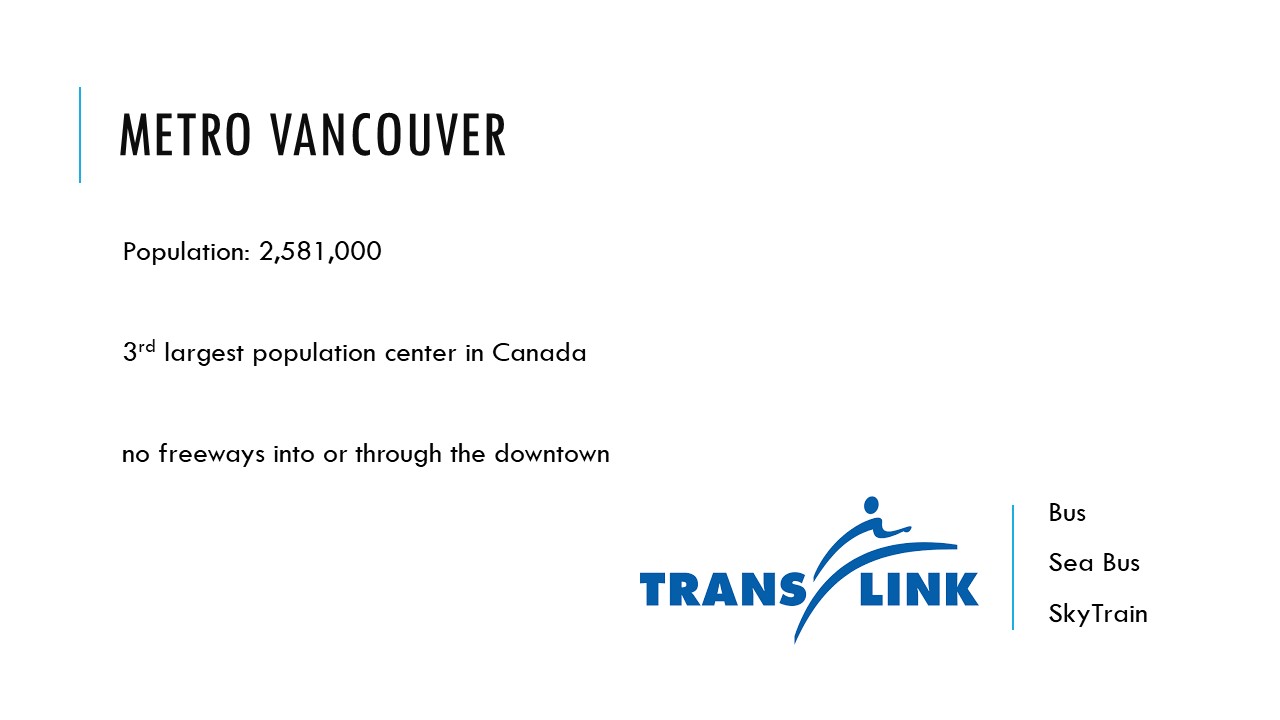 METRO VANCOUVER
Population: 2,581,000
3rd largest population center in Canada
no freeways into or through the downtown
TRANS LINK
Bus
Sea Bus
SkyTrain